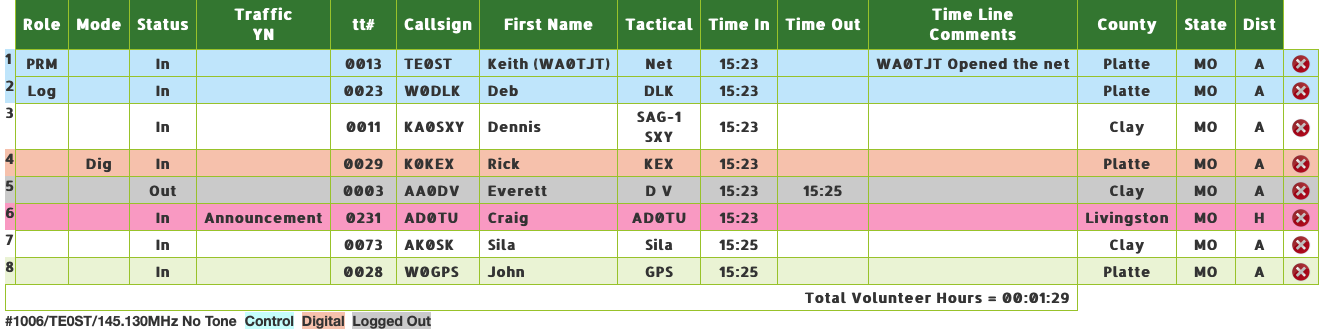 Role Mode Status Traffic YN tt# Callsign First Name Tactical Time In Time Out Time Line Comments County State Dist
1 PRM In 0013 TE0ST Keith (WA0TJT) Net 15:23 WA0TJT Opened the net Platte MO A
2 Log In 0023 W0DLK Deb DLK 15:23 Platte MO A
3 In 0011 KA0SXY Dennis SAG-1 SXY 15:23 Clay MO A
4 Dig In 0029 K0KEX Rick KEX 15:23 Platte MO A
5 Out 0003 AA0DV Everett D V 15:23 15:25 Clay MO A
6 In Announcement 0231 AD0TU Craig AD0TU 15:23 Livingston MO H
7 In 0073 AK0SK Sila Sila 15:25 Clay MO A
8 In 0028 W0GPS John GPS 15:25 Platte MO A
Total Volunteer Hours = 00:01:29
#1006/TE0ST/145.130MHz No Tone Control Digital Logged Out